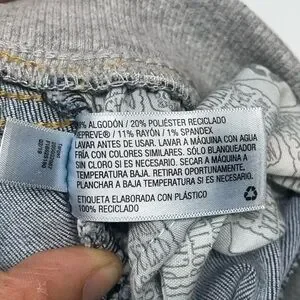 % ALGODÓN / 20% POLIÉSTER RECICLADO
REPREVE® / 11% RAYÓN / 1% SPANDEX
LAVAR ANTES DE USAR. LAVAR A MÁQUINA CON AGUA
FRÍA CON COLORES SIMILARES. SÓLO BLANQUEADOR
SIN CLORO SI ES NECESARIO. SECAR A MÁQUINA A
TEMPERATURA BAJA. RETIRAR OPORTUNAMENTE.
PLANCHAR A BAJA TEMPERATURA SI ES NECESARIO.
ETIQUETA ELABORADA CON PLÁSTICO
100% RECICLADO